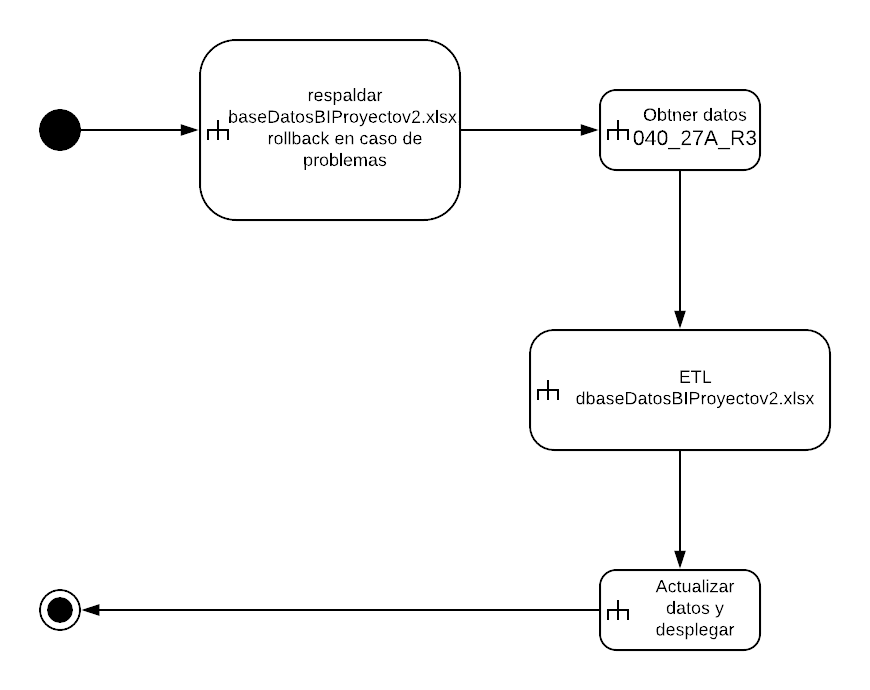 respaldar
baseDatosBIProyectov2.xlsx
rollback en caso de
problemas
Obtner datos
040_27A_R3
ETL
dbaseDatosBIProyectov2.xlsx
Actualizar
datos y
desplegar